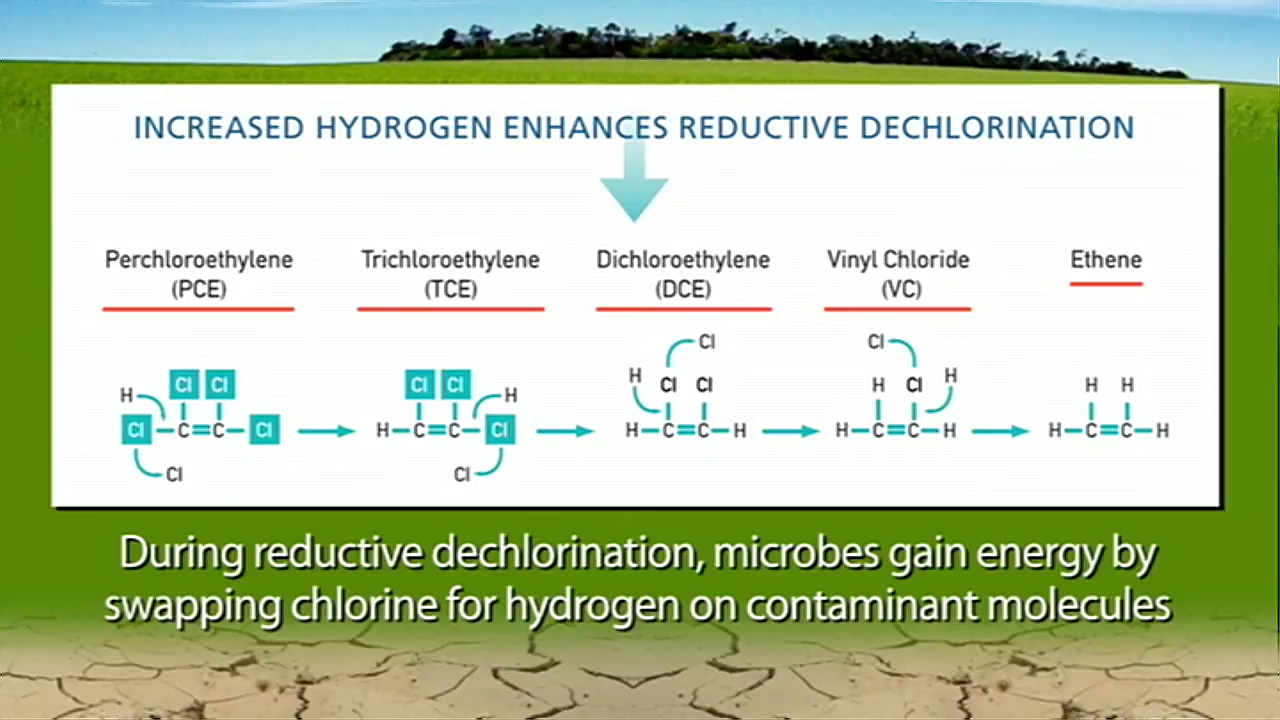 INCREASED HYDROGEN ENHANCES REDUCTIVE DECHLORINATION
Perchloroethylene
(PCE)
Trichloroethylene
(TCE)
Dichloroethylene
(DCE)
Vinyl Chloride
(VC)
Ethene
H Cl Cl
Cl C=C Cl
Cl
Cl Cl H
H C=C Cl
Cl
Cl
H Cl Cl
H C=C H
Cl
H Cl H
H C=C H
H H
H C=C H
During reductive dechlorination, microbes gain energy by
swapping chlorine for hydrogen on contaminant molecules